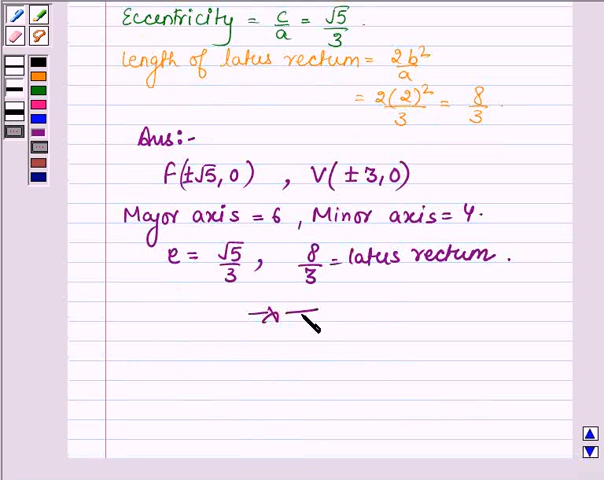 Eccentricity = c/a = √5/3 .
Length of latus rectum = 2b²/a
= 2(2)²/3 = 8/3 .
Ans:-
F(±√5, 0) , V(±3, 0)
Major axis = 6 , Minor axis = 4.
e = √5/3 , 8/3 = latus rectum .